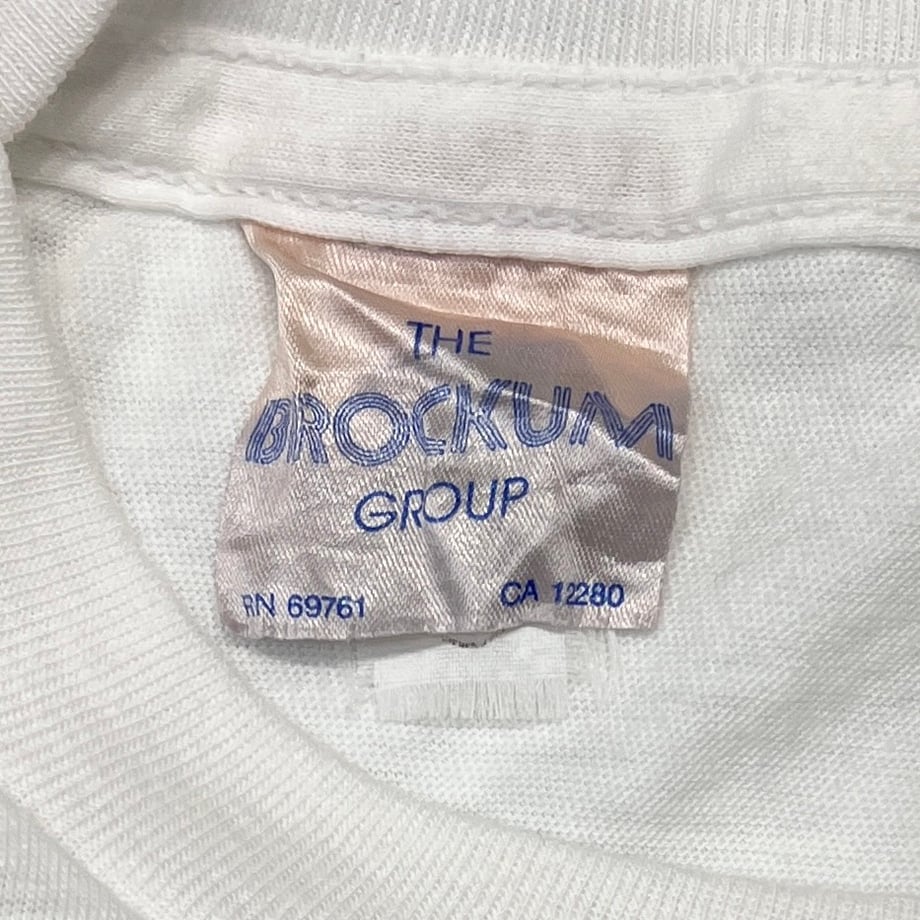 THE
BROCKUM
GROUP
RN 69761 CA 12280